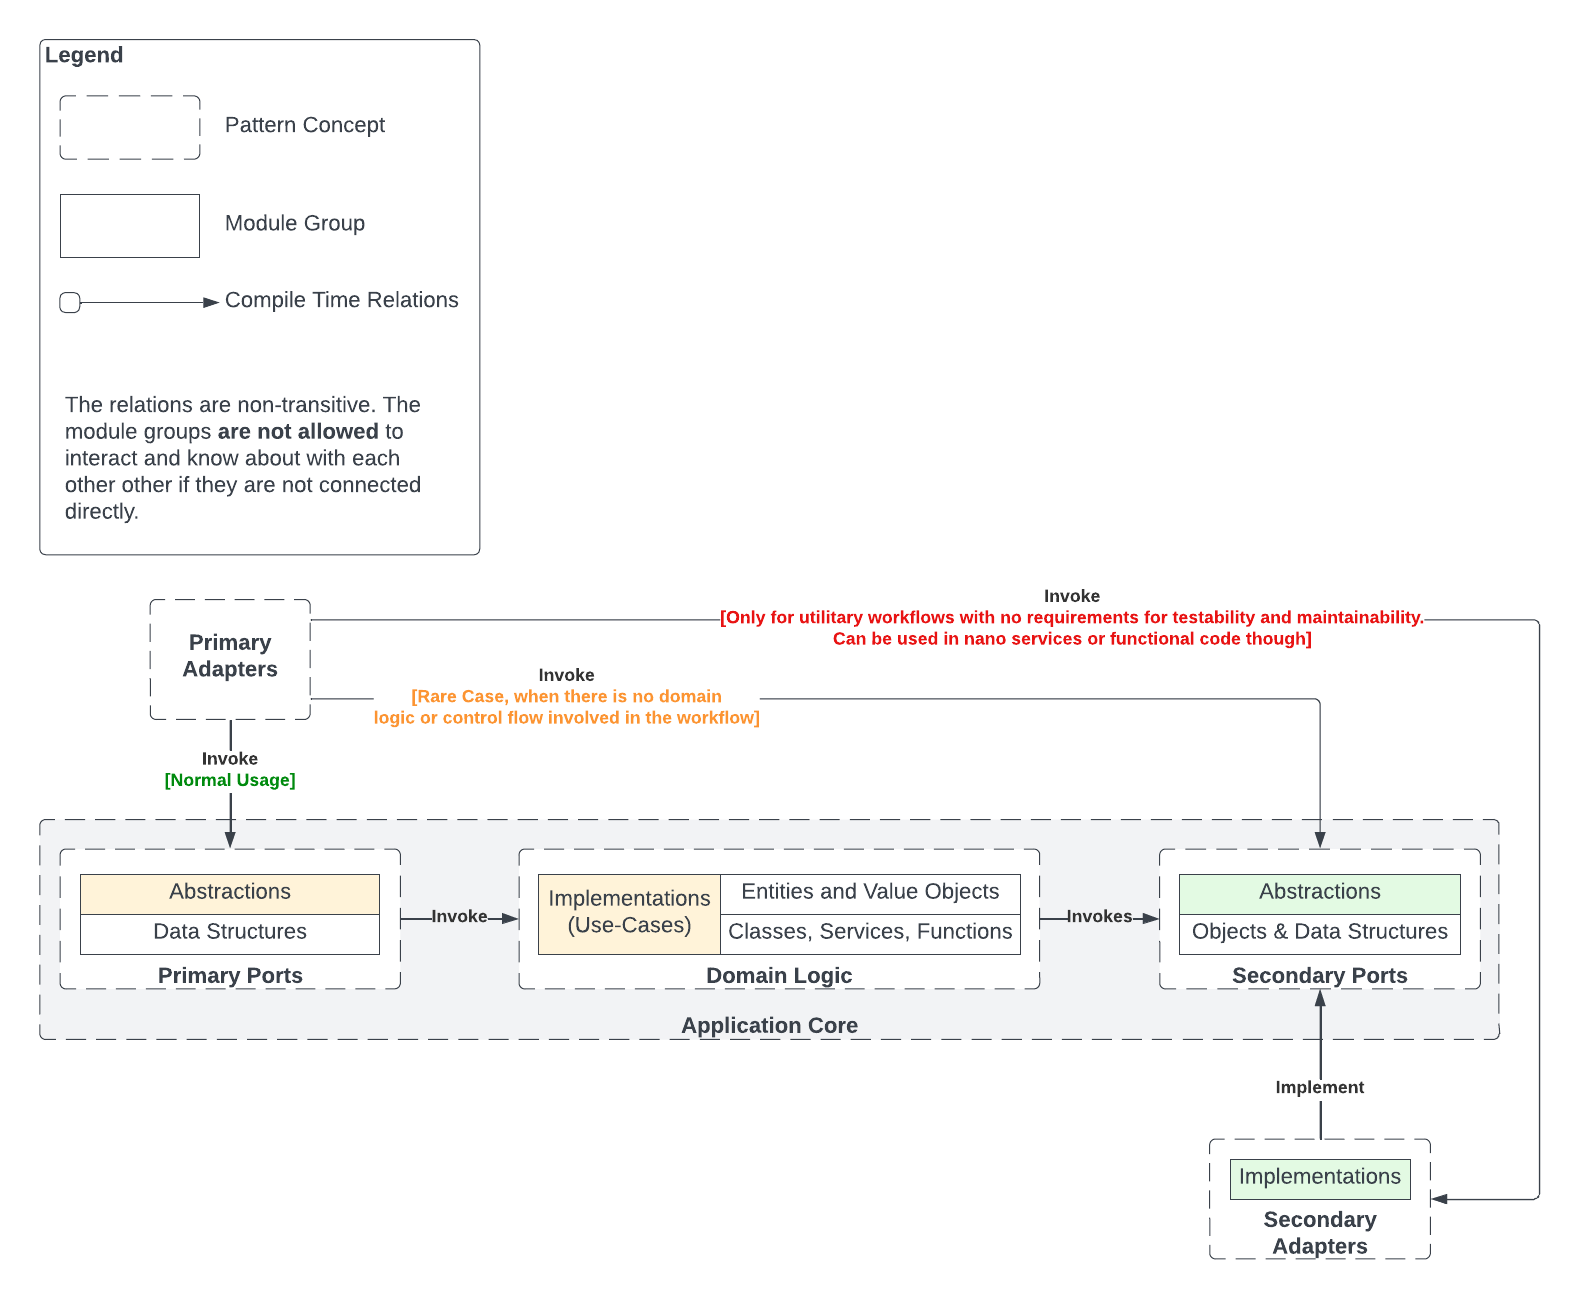 Legend
Pattern Concept
Module Group
Compile Time Relations
The relations are non-transitive. The
module groups are not allowed to
interact and know about with each
other other if they are not connected
directly.
Invoke
[Only for utilitary workflows with no requirements for testability and maintainability.
Can be used in nano services or functional code though]
Primary
Adapters
Invoke
[Rare Case, when there is no domain
logic or control flow involved in the workflow]
Invoke
[Normal Usage]
Abstractions
Data Structures
Primary Ports
Invoke
Implementations
(Use-Cases)
Entities and Value Objects
Classes, Services, Functions
Domain Logic
Invokes
Abstractions
Objects & Data Structures
Secondary Ports
Application Core
Implement
Implementations
Secondary
Adapters